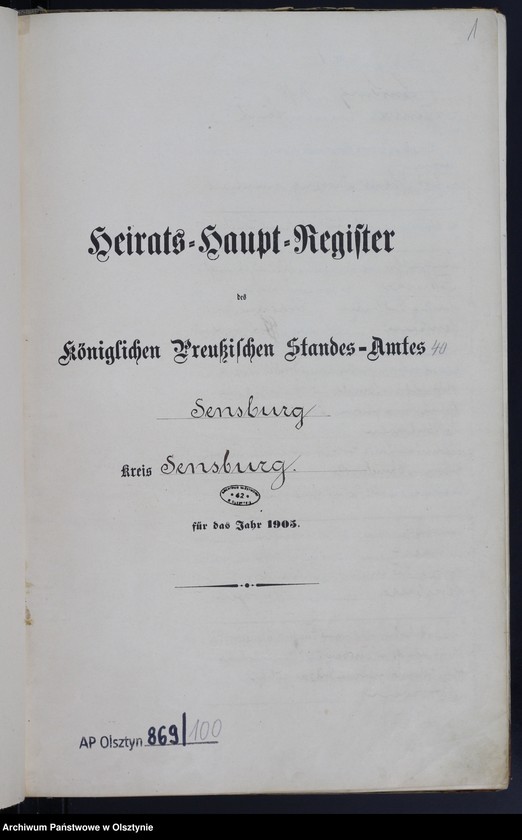 1
Heirats-Haupt-Register
des
Königlichen Preußischen Standes-Amtes 40
Sensburg
Kreis Sensburg.
42
für das Jahr 1905.
AP Olsztyn 869/100
Archiwum Państwowe w Olsztynie